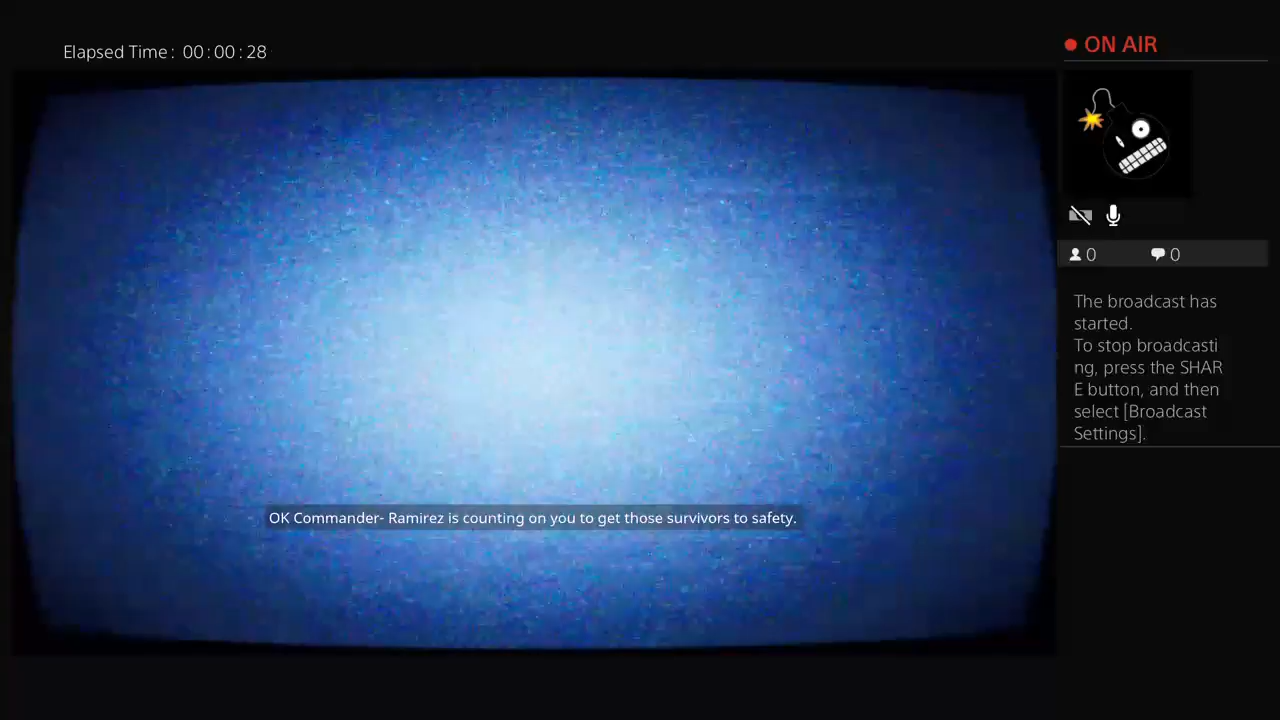 Elapsed Time: 00:00:28
ON AIR
0
0
The broadcast has
started.
To stop broadcasti
ng, press the SHAR
E button, and then
select [Broadcast
Settings].
OK Commander- Ramirez is counting on you to get those survivors to safety.